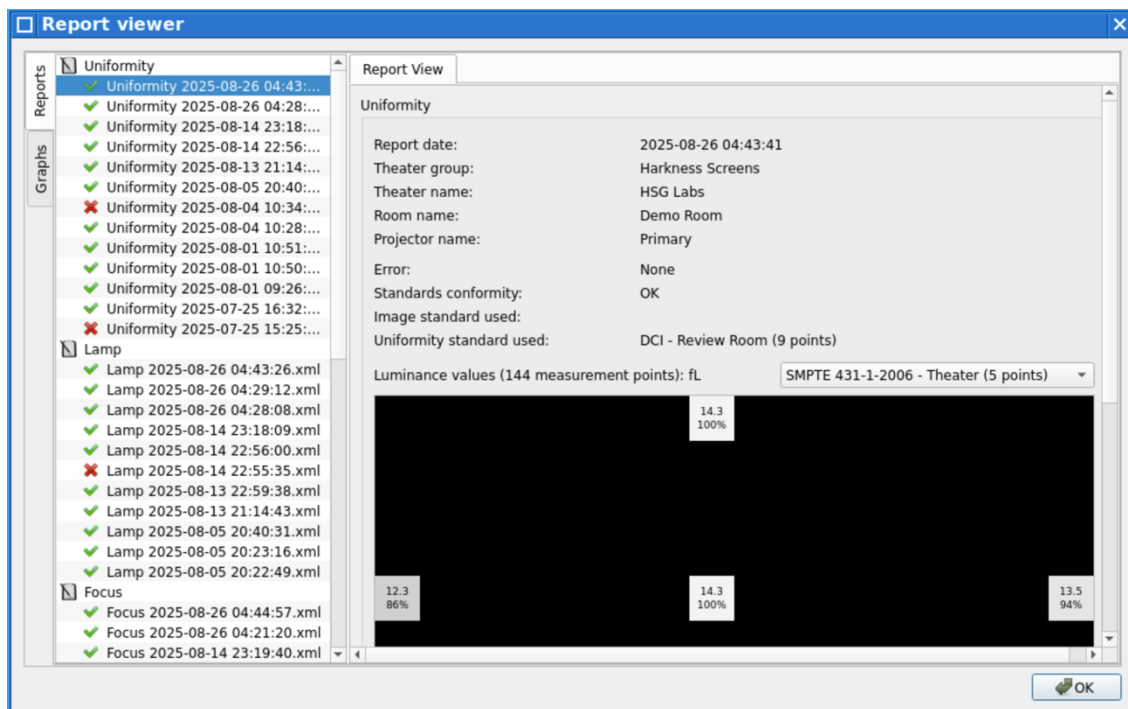 Report viewer
Reports
Graphs
Uniformity
Uniformity 2025-08-26 04:43:...
Uniformity 2025-08-26 04:28:...
Uniformity 2025-08-14 23:18:...
Uniformity 2025-08-14 22:56:...
Uniformity 2025-08-13 21:14:...
Uniformity 2025-08-05 20:40:...
Uniformity 2025-08-04 10:34:...
Uniformity 2025-08-04 10:28:...
Uniformity 2025-08-01 10:51:...
Uniformity 2025-08-01 10:50:...
Uniformity 2025-08-01 09:26:...
Uniformity 2025-07-25 16:32:...
Uniformity 2025-07-25 15:25:...
Lamp
Lamp 2025-08-26 04:43:26.xml
Lamp 2025-08-26 04:29:12.xml
Lamp 2025-08-26 04:28:08.xml
Lamp 2025-08-14 23:18:09.xml
Lamp 2025-08-14 22:56:00.xml
Lamp 2025-08-14 22:55:35.xml
Lamp 2025-08-13 22:59:38.xml
Lamp 2025-08-13 21:14:43.xml
Lamp 2025-08-05 20:40:31.xml
Lamp 2025-08-05 20:23:16.xml
Lamp 2025-08-05 20:22:49.xml
Focus
Focus 2025-08-26 04:44:57.xml
Focus 2025-08-26 04:21:20.xml
Focus 2025-08-14 23:19:40.xml
Report View
Uniformity
Report date: 2025-08-26 04:43:41
Theater group: Harkness Screens
Theater name: HSG Labs
Room name: Demo Room
Projector name: Primary
Error: None
Standards conformity: OK
Image standard used:
Uniformity standard used: DCI - Review Room (9 points)
Luminance values (144 measurement points): fL SMPTE 431-1-2006 - Theater (5 points)
14.3
100%
12.3 14.3 13.5
86% 100% 94%
OK